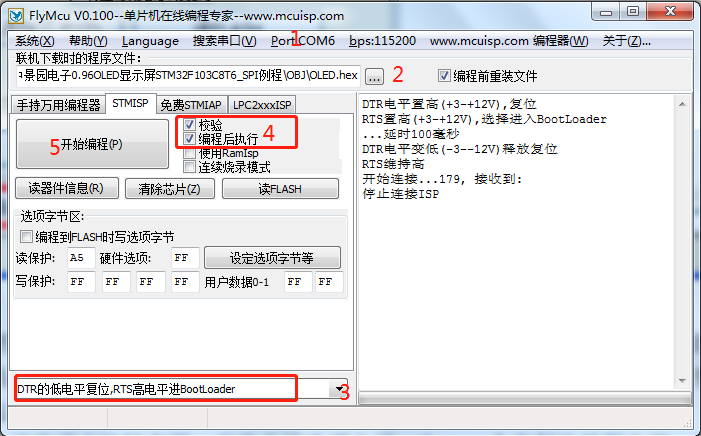 FlyMcu V0.100--单片机在线编程专家--www.mcuisp.com
系统(X) 帮助(Y) Language 搜索串口(V) Port:COM6 bps:115200 www.mcuisp.com 编程器(W) 关于(Z)...
1
联机下载时的程序文件:
景园电子0.96OLED显示屏STM32F103C8T6_SPI例程\OBJ\OLED.hex ... 2 编程前重装文件
手持万用编程器 STMISP 免费STMIAP LPC2xxxISP
5 开始编程(P)
校验
编程后执行
4
使用RamIsp
连续烧录模式
读器件信息(R) 清除芯片(Z) 读FLASH
选项字节区:
编程到FLASH时写选项字节
读保护: A5 硬件选项: FF 设定选项字节等
写保护: FF FF FF FF 用户数据0-1 FF FF
DTR的低电平复位,RTS高电平进BootLoader 3
DTR电平置高(+3-+12V),复位
RTS置高(+3-+12V),选择进入BootLoader
...延时100毫秒
DTR电平变低(-3--12V)释放复位
RTS维持高
开始连接...179, 接收到:
停止连接ISP